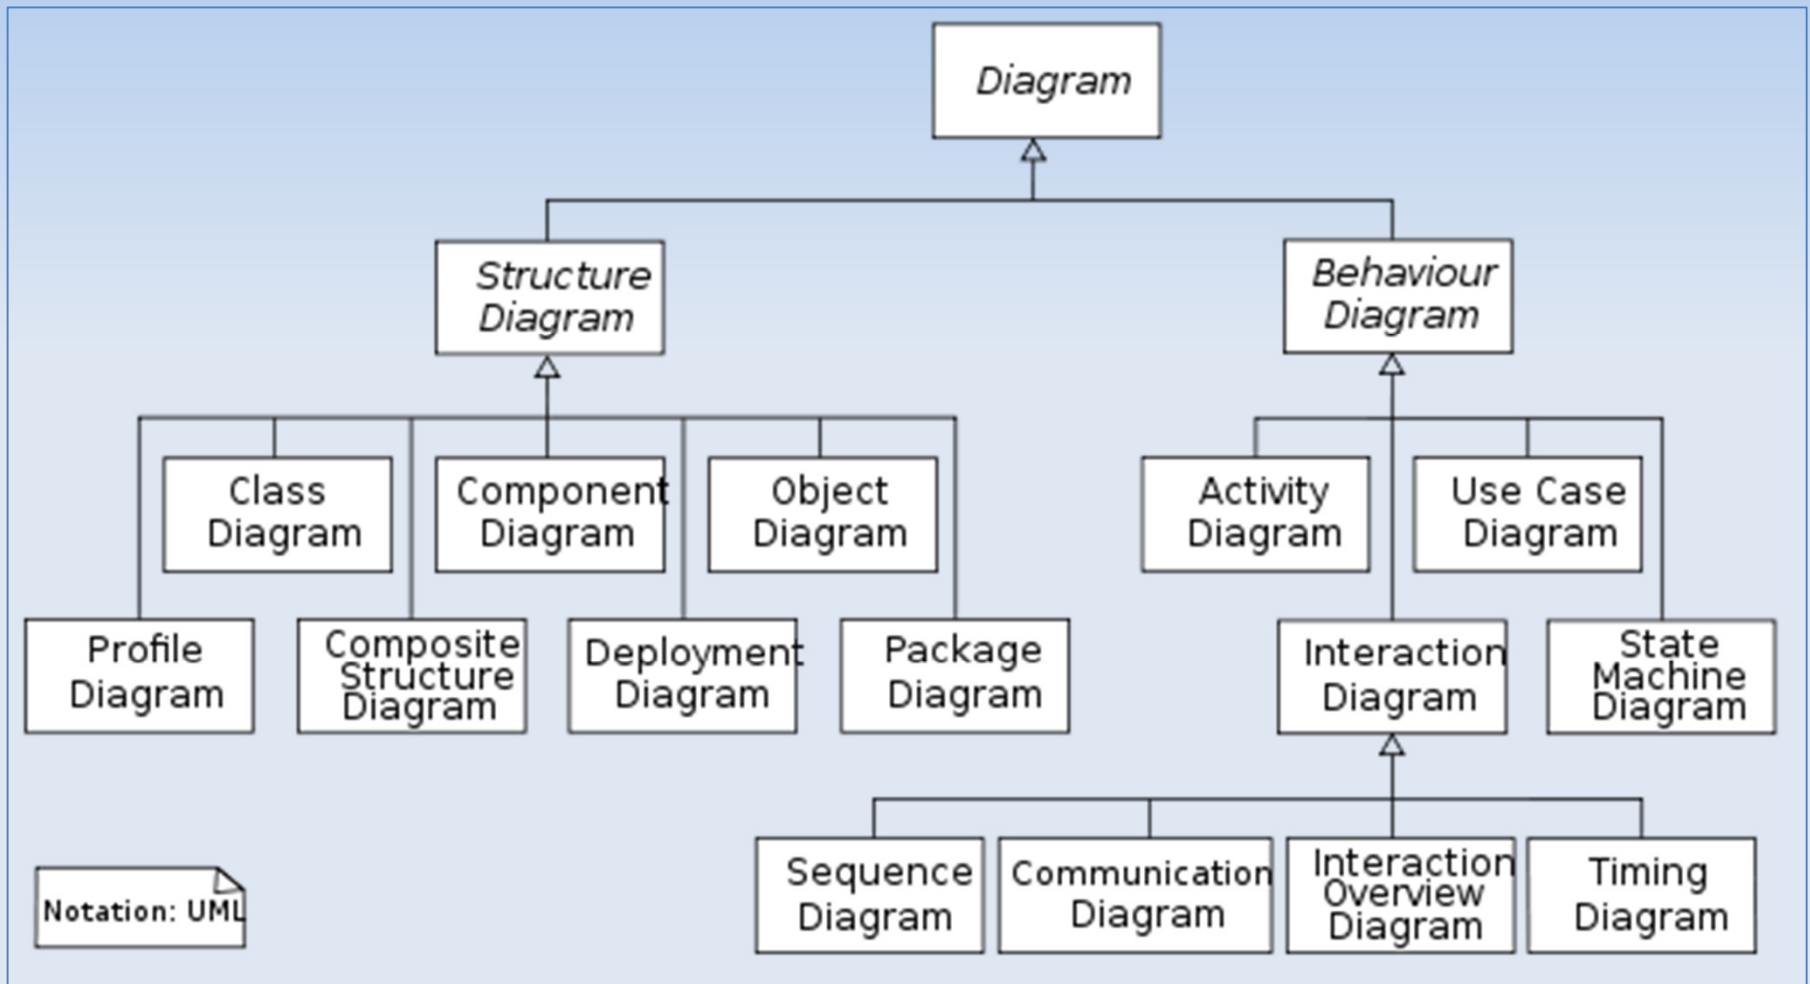 Diagram
Structure
Diagram
Behaviour
Diagram
Class
Diagram
Component
Diagram
Object
Diagram
Activity
Diagram
Use Case
Diagram
Profile
Diagram
Composite
Structure
Diagram
Deployment
Diagram
Package
Diagram
Interaction
Diagram
State
Machine
Diagram
Sequence
Diagram
Communication
Diagram
Interaction
Overview
Diagram
Timing
Diagram
Notation: UML